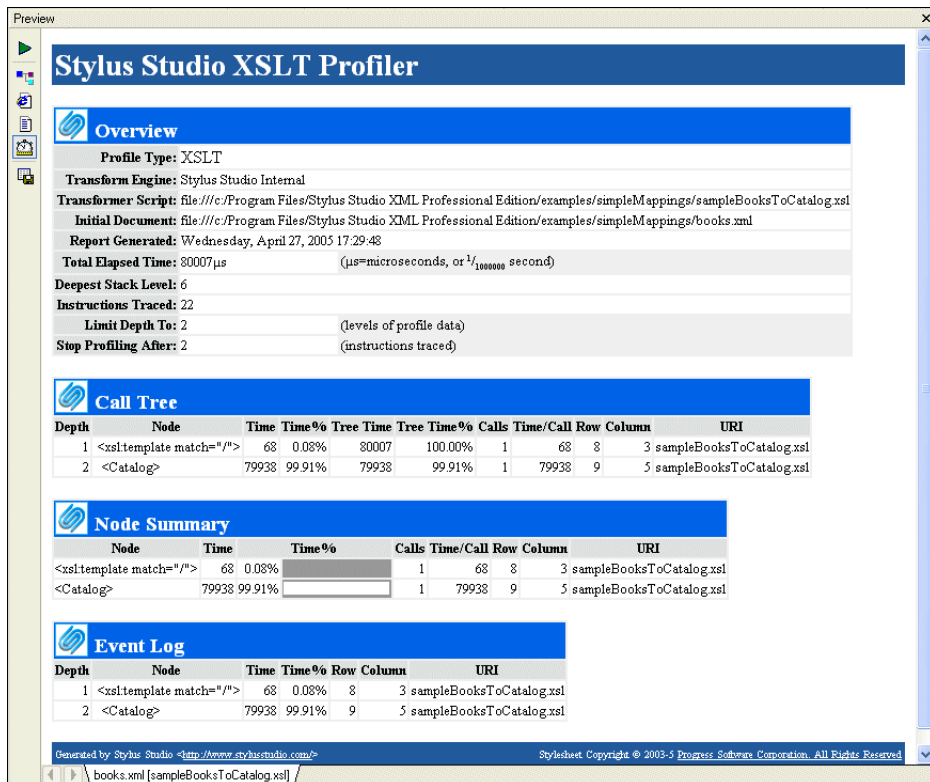 Preview
Stylus Studio XSLT Profiler
Overview
Profile Type: XSLT
Transform Engine: Stylus Studio Internal
Transformer Script: file:///c:/Program Files/Stylus Studio XML Professional Edition/examples/simpleMappings/sampleBooksToCatalog.xsl
Initial Document: file:///c:/Program Files/Stylus Studio XML Professional Edition/examples/simpleMappings/books.xml
Report Generated: Wednesday, April 27, 2005 17:29:48
Total Elapsed Time: 80007µs (µs=microseconds, or 1/1000000 second)
Deepest Stack Level: 6
Instructions Traced: 22
Limit Depth To: 2 (levels of profile data)
Stop Profiling After: 2 (instructions traced)
Call Tree
Depth Node Time Time% Tree Time Tree Time% Calls Time/Call Row Column URI
1 <xsl:template match="/"> 68 0.08% 80007 100.00% 1 68 8 3 sampleBooksToCatalog.xsl
2 <Catalog> 79938 99.91% 79938 99.91% 1 79938 9 5 sampleBooksToCatalog.xsl
Node Summary
Node Time Time% Calls Time/Call Row Column URI
<xsl:template match="/"> 68 0.08% 1 68 8 3 sampleBooksToCatalog.xsl
<Catalog> 79938 99.91% 1 79938 9 5 sampleBooksToCatalog.xsl
Event Log
Depth Node Time Time% Row Column URI
1 <xsl:template match="/"> 68 0.08% 8 3 sampleBooksToCatalog.xsl
2 <Catalog> 79938 99.91% 9 5 sampleBooksToCatalog.xsl
Generated by Stylus Studio <http://www.stylusstudio.com/> Stylesheet Copyright © 2003-5 Progress Software Corporation. All Rights Reserved
books.xml [sampleBooksToCatalog.xsl]